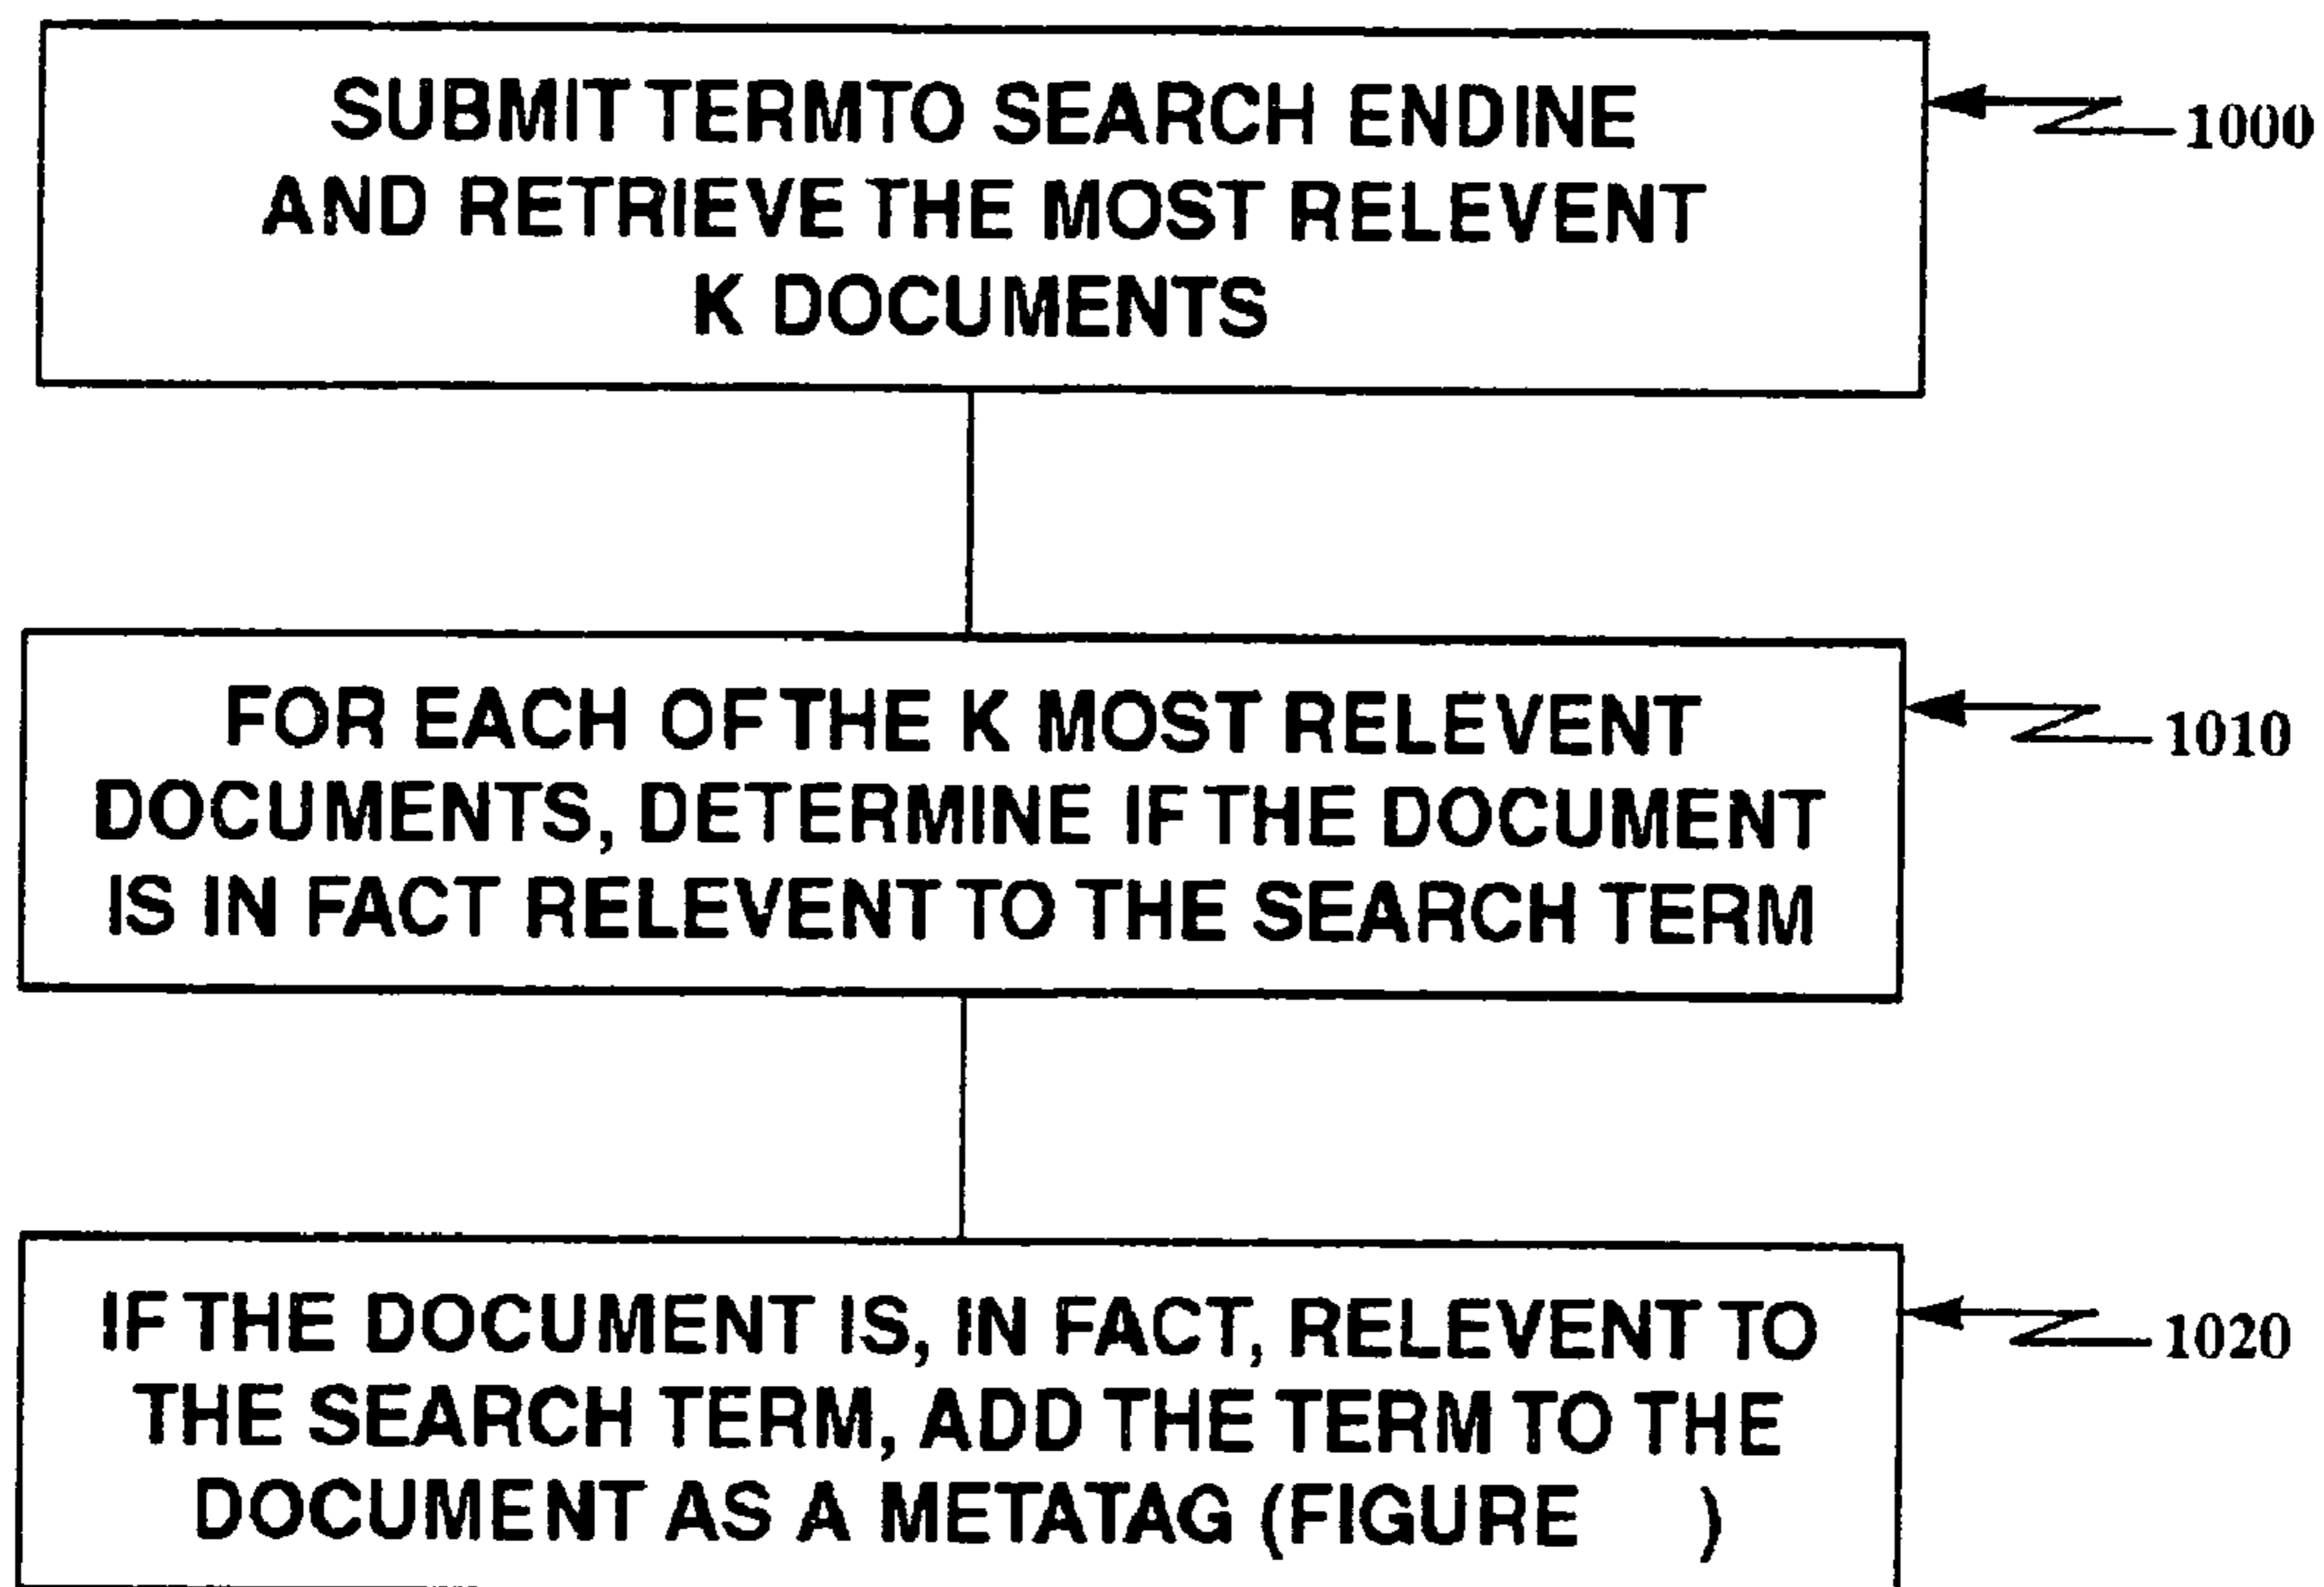 SUBMIT TERMTO SEARCH ENDINE
AND RETRIEVE THE MOST RELEVENT
K DOCUMENTS
1000
FOR EACH OF THE K MOST RELEVENT
DOCUMENTS, DETERMINE IF THE DOCUMENT
IS IN FACT RELEVENT TO THE SEARCH TERM
1010
IF THE DOCUMENT IS, IN FACT, RELEVENT TO
THE SEARCH TERM, ADD THE TERM TO THE
DOCUMENT AS A METATAG (FIGURE )
1020